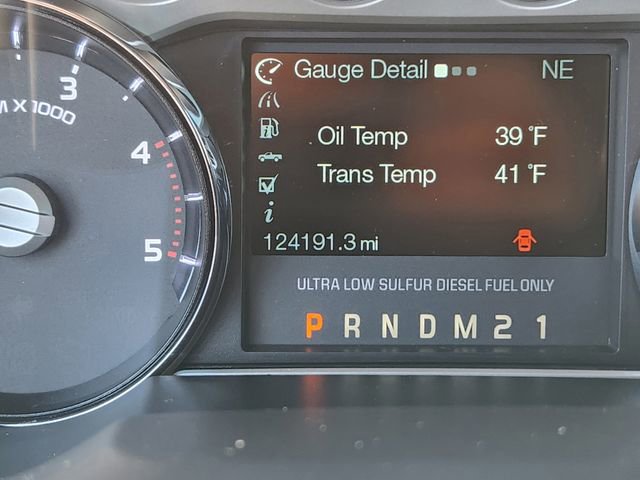 Gauge Detail NE
3
M X1000
Oil Temp 39 °F
4
Trans Temp 41 °F
5
124191.3 mi
ULTRA LOW SULFUR DIESEL FUEL ONLY
P R N D M 2 1